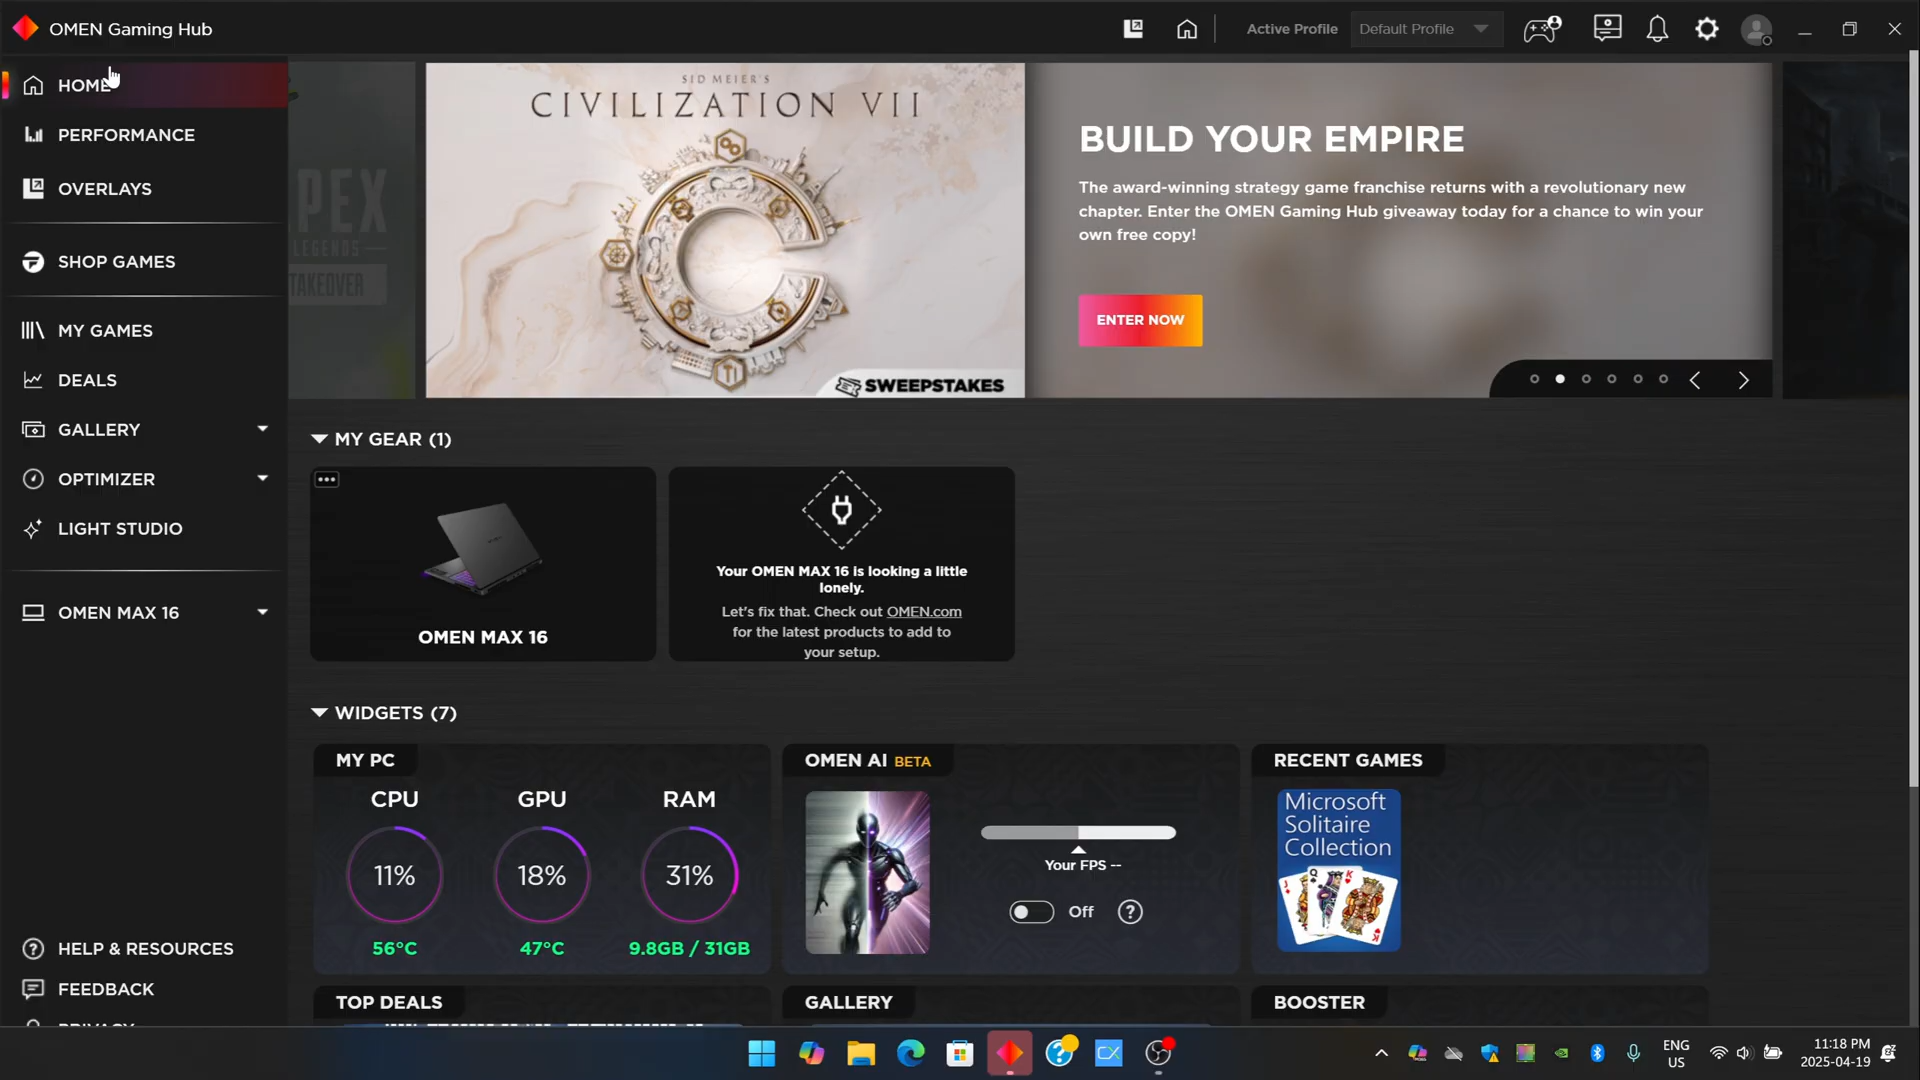 OMEN Gaming Hub
Active Profile
Default Profile
HOME
PERFORMANCE
OVERLAYS
SHOP GAMES
MY GAMES
DEALS
GALLERY
OPTIMIZER
LIGHT STUDIO
OMEN MAX 16
HELP & RESOURCES
FEEDBACK
PRIVACY
PEX
LEGENDS
TAKEOVER
SID MEIER'S
CIVILIZATION VII
SWEEPSTAKES
BUILD YOUR EMPIRE
The award-winning strategy game franchise returns with a revolutionary new
chapter. Enter the OMEN Gaming Hub giveaway today for a chance to win your
own free copy!
ENTER NOW
MY GEAR (1)
OMEN MAX 16
Your OMEN MAX 16 is looking a little
lonely.
Let's fix that. Check out OMEN.com
for the latest products to add to
your setup.
WIDGETS (7)
MY PC
CPU
GPU
RAM
11%
18%
31%
56°C
47°C
9.8GB / 31GB
OMEN AI BETA
Your FPS --
Off
RECENT GAMES
Microsoft
Solitaire
Collection
TOP DEALS
GALLERY
BOOSTER
ENG
US
11:18 PM
2025-04-19